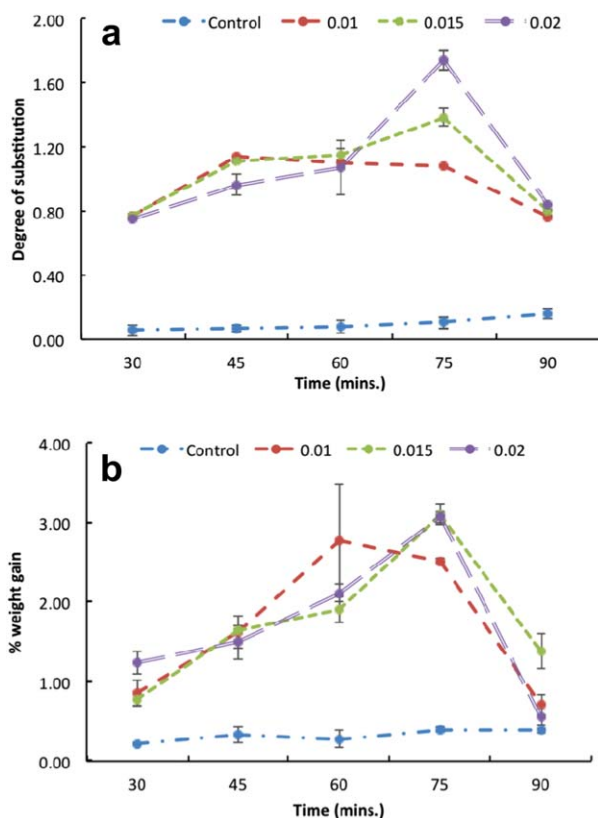 a
Control 0.01 0.015 0.02
2.00
1.60
1.20
0.80
0.40
0.00
Degree of substitution
30 45 60 75 90
Time (mins.)
b
Control 0.01 0.015 0.02
4.00
3.00
2.00
1.00
0.00
% weight gain
30 45 60 75 90
Time (mins.)